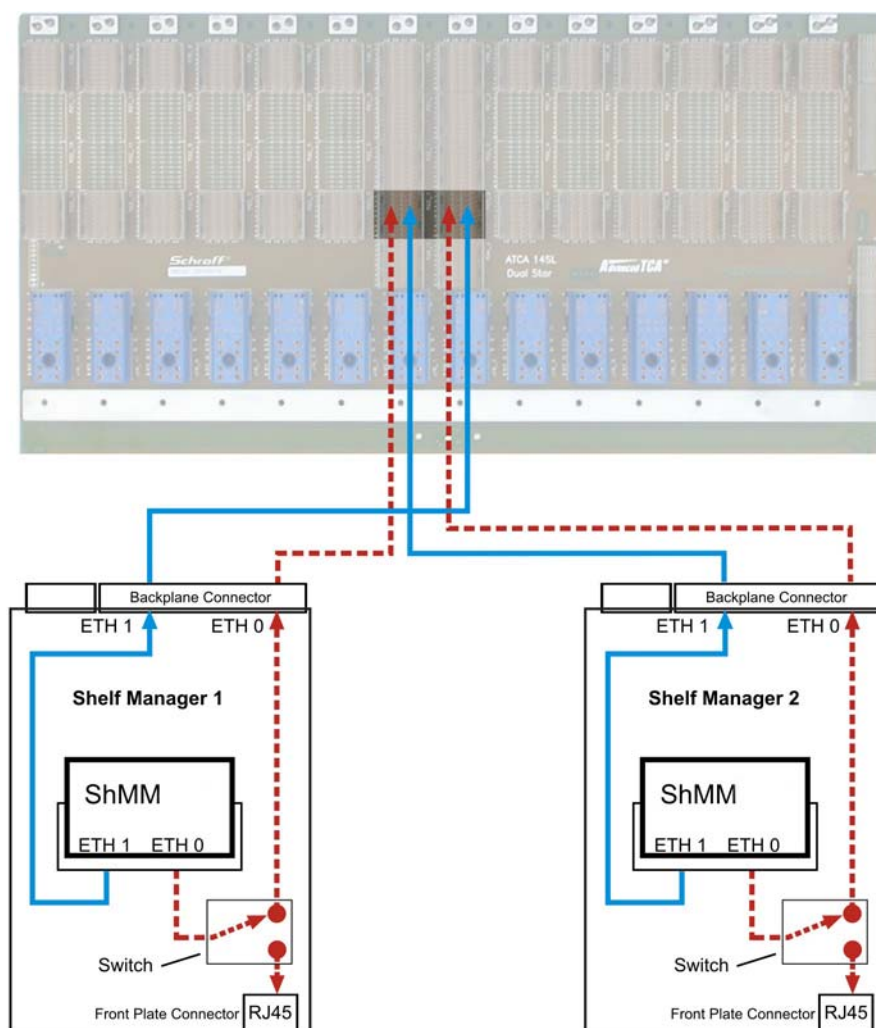 Schroff
ATCA 14SL
Dual Star
AdvancedTCA
Backplane Connector
ETH 1
ETH 0
Shelf Manager 1
ShMM
ETH 1
ETH 0
Switch
Front Plate Connector
RJ45
Backplane Connector
ETH 1
ETH 0
Shelf Manager 2
ShMM
ETH 1
ETH 0
Switch
Front Plate Connector
RJ45